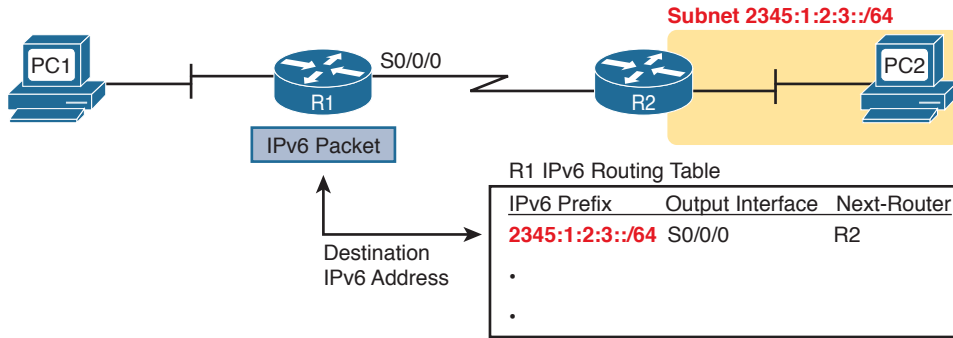 Subnet 2345:1:2:3::/64
PC1
S0/0/0
R1
R2
PC2
IPv6 Packet
R1 IPv6 Routing Table
IPv6 Prefix Output Interface Next-Router
2345:1:2:3::/64 S0/0/0 R2
Destination
IPv6 Address